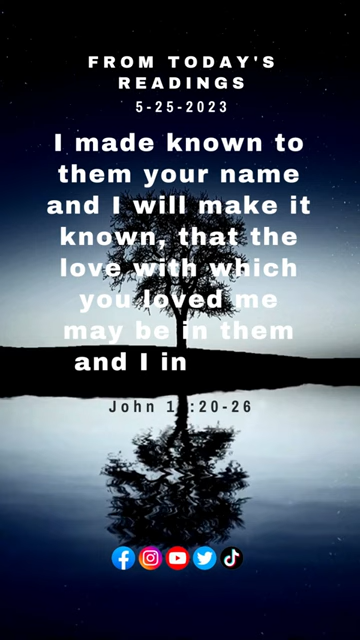 FROM TODAY'S
READINGS
5-25-2023
I made known to
them your name
and I will make it
known, that the
love with which
you loved me
may be in them
and I in
John 1 :20-26